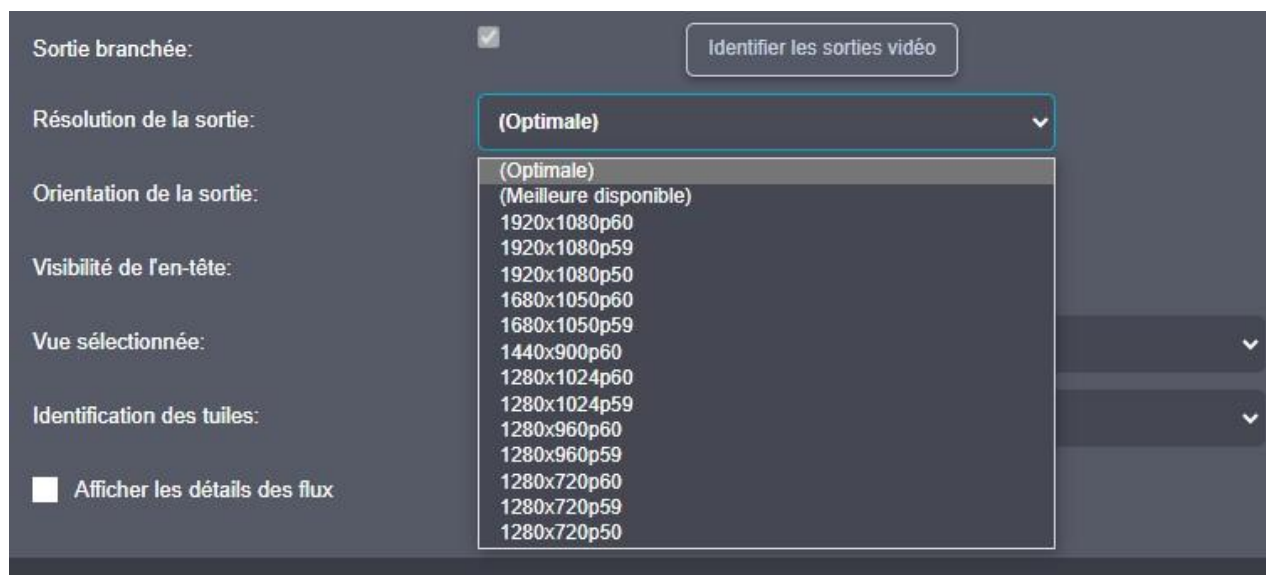 Sortie branchée:
Identifier les sorties vidéo
Résolution de la sortie:
(Optimale)
(Optimale)
(Meilleure disponible)
1920x1080p60
1920x1080p59
1920x1080p50
1680x1050p60
1680x1050p59
1440x900p60
1280x1024p60
1280x1024p59
1280x960p60
1280x960p59
1280x720p60
1280x720p59
1280x720p50
Orientation de la sortie:
Visibilité de l'en-tête:
Vue sélectionnée:
Identification des tuiles:
Afficher les détails des flux